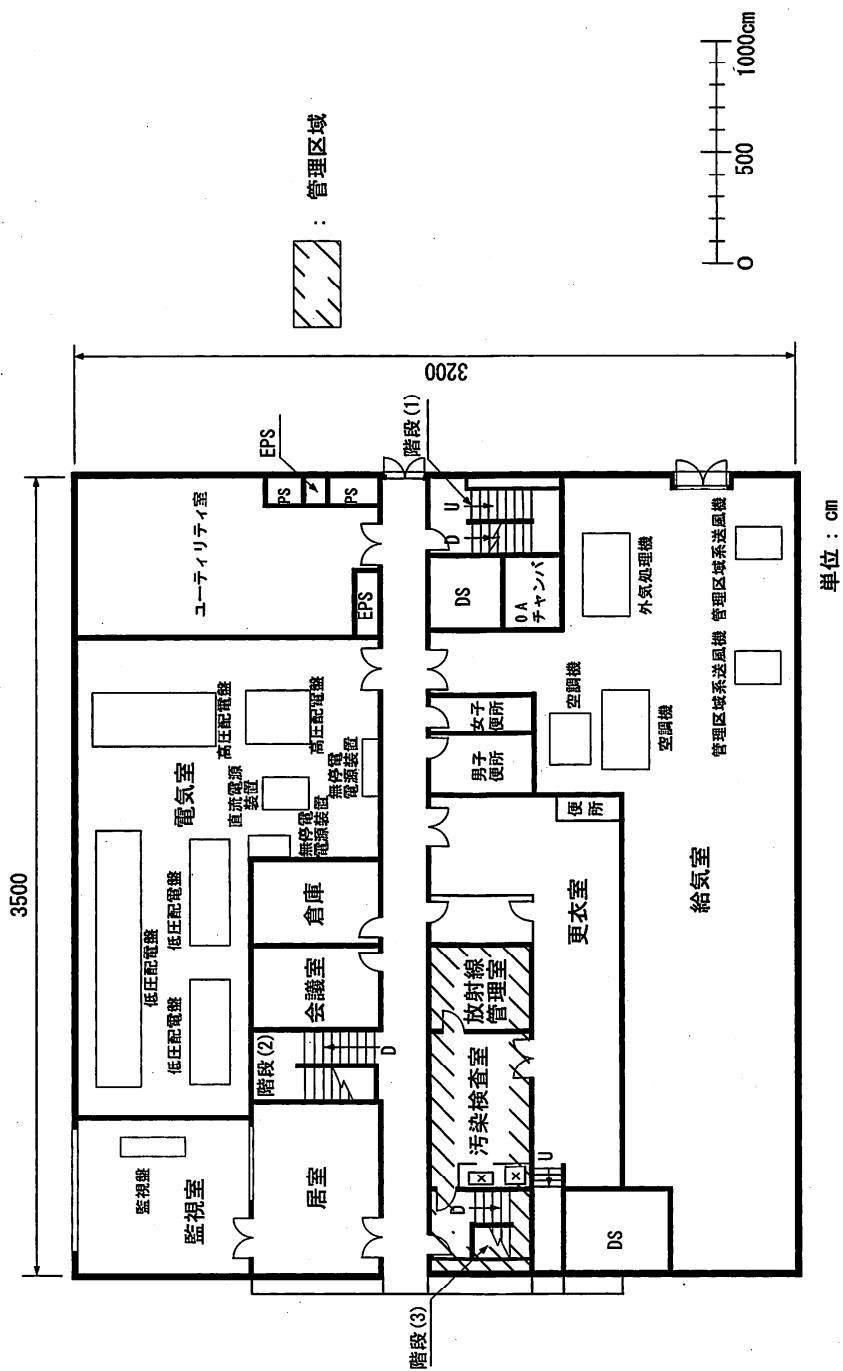 3500
3200
: 管理区域
0
500
1000cm
単位 : cm
監視盤
監視室
低圧配電盤
低圧配電盤
低圧配電盤
電気室
直流電源
装置
無停電
電源装置
高圧配電盤
高圧配電盤
無停電
電源装置
ユーティリティ室
EPS
PS
PS
EPS
居室
階段(2)
D
会議室
倉庫
階段(1)
U
D
DS
OA
チャンバ
女子
便所
男子
便所
放射線
管理室
汚染検査室
D
U
階段(3)
DS
更衣室
便
所
給気室
空調機
空調機
外気処理機
管理区域系送風機
管理区域系送風機